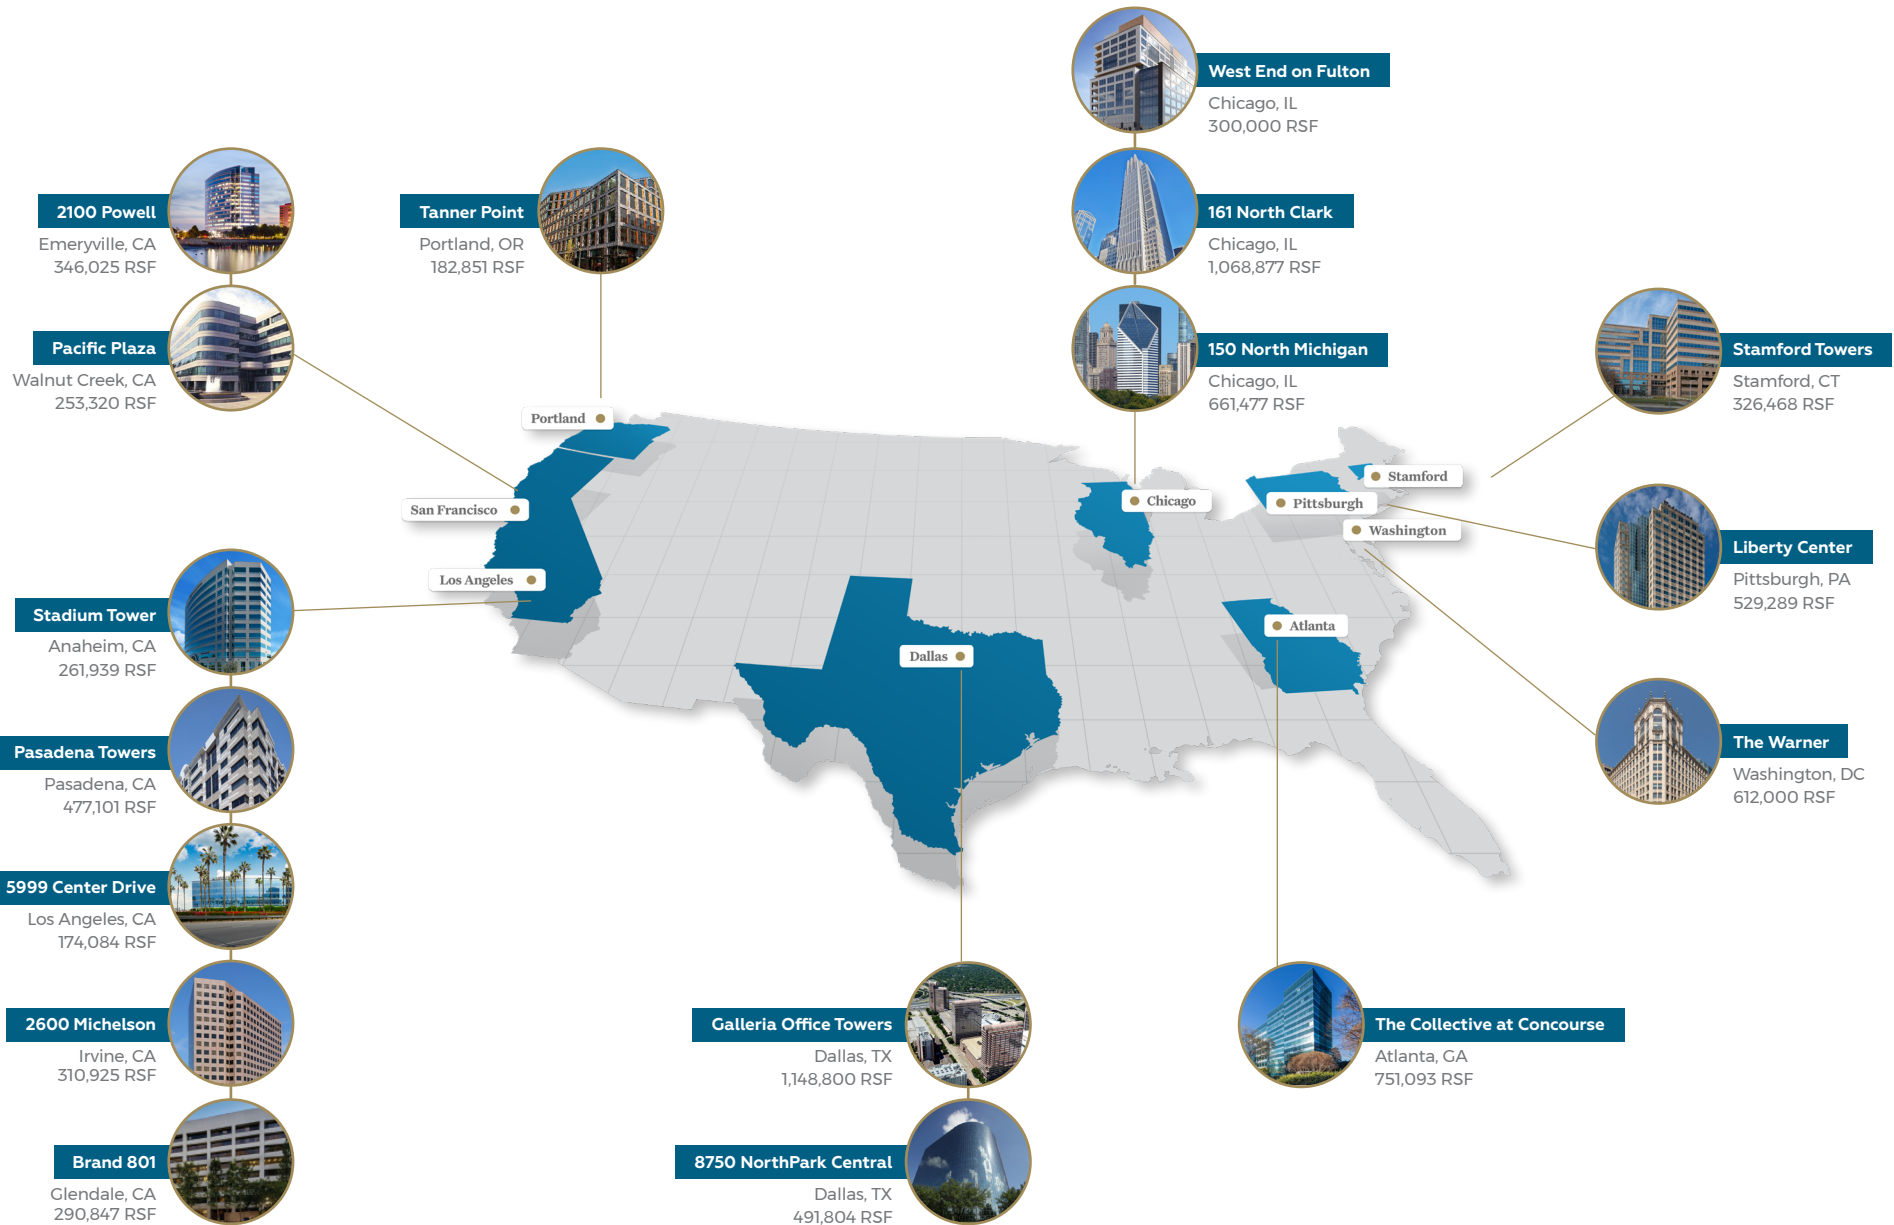 West End on Fulton
Chicago, IL
300,000 RSF
2100 Powell
Emeryville, CA
346,025 RSF
Tanner Point
Portland, OR
182,851 RSF
161 North Clark
Chicago, IL
1,068,877 RSF
Pacific Plaza
Walnut Creek, CA
253,320 RSF
150 North Michigan
Chicago, IL
661,477 RSF
Stamford Towers
Stamford, CT
326,468 RSF
Portland
San Francisco
Los Angeles
Dallas
Chicago
Atlanta
Stamford
Pittsburgh
Washington
Liberty Center
Pittsburgh, PA
529,289 RSF
Stadium Tower
Anaheim, CA
261,939 RSF
The Warner
Washington, DC
612,000 RSF
Pasadena Towers
Pasadena, CA
477,101 RSF
5999 Center Drive
Los Angeles, CA
174,084 RSF
2600 Michelson
Irvine, CA
310,925 RSF
Brand 801
Glendale, CA
290,847 RSF
Galleria Office Towers
Dallas, TX
1,148,800 RSF
8750 NorthPark Central
Dallas, TX
491,804 RSF
The Collective at Concourse
Atlanta, GA
751,093 RSF